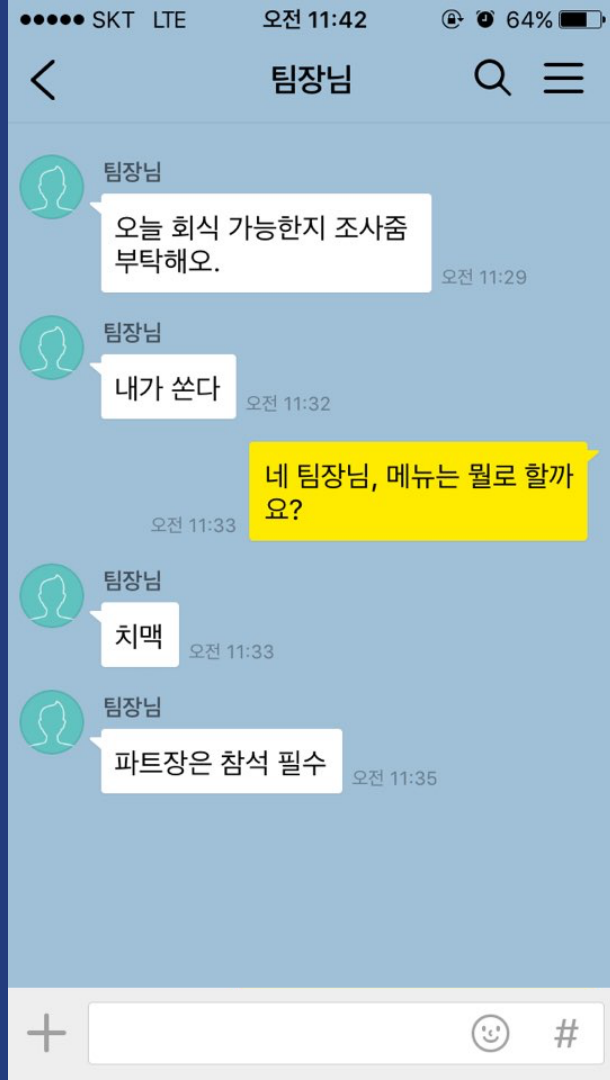 SKT LTE 오전 11:42 64%
팀장님
팀장님
오늘 회식 가능한지 조사줌
부탁해오.
오전 11:29
팀장님
내가 쏜다
오전 11:32
네 팀장님, 메뉴는 뭘로 할까
요?
오전 11:33
팀장님
치맥
오전 11:33
팀장님
파트장은 참석 필수
오전 11:35
#